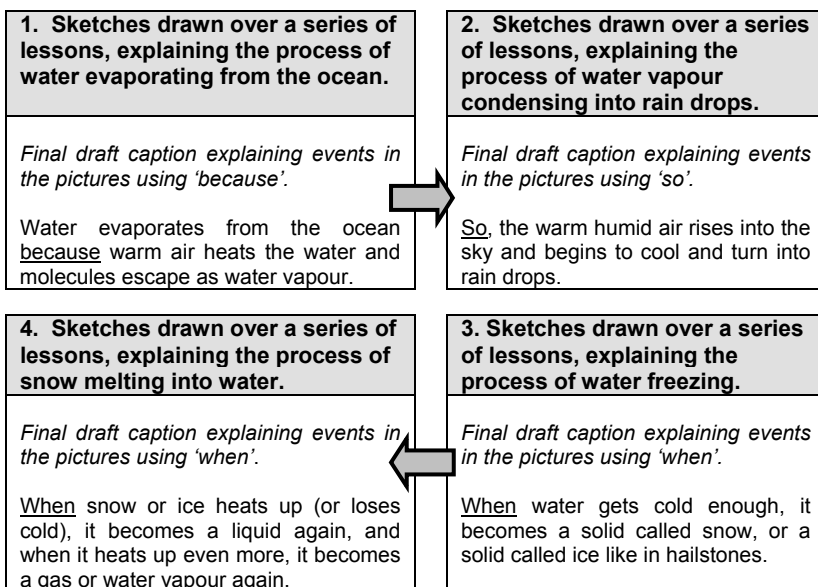 1. Sketches drawn over a series of
lessons, explaining the process of
water evaporating from the ocean.
Final draft caption explaining events in
the pictures using 'because'.
Water evaporates from the ocean
because warm air heats the water and
molecules escape as water vapour.
2. Sketches drawn over a series
of lessons, explaining the
process of water vapour
condensing into rain drops.
Final draft caption explaining events
in the pictures using 'so'.
So, the warm humid air rises into the
sky and begins to cool and turn into
rain drops.
4. Sketches drawn over a series of
lessons, explaining the process of
snow melting into water.
Final draft caption explaining events in
the pictures using 'when'.
When snow or ice heats up (or loses
cold), it becomes a liquid again, and
when it heats up even more, it becomes
a gas or water vapour again.
3. Sketches drawn over a series
of lessons, explaining the
process of water freezing.
Final draft caption explaining events
in the pictures using 'when'.
When water gets cold enough, it
becomes a solid called snow, or a
solid called ice like in hailstones.